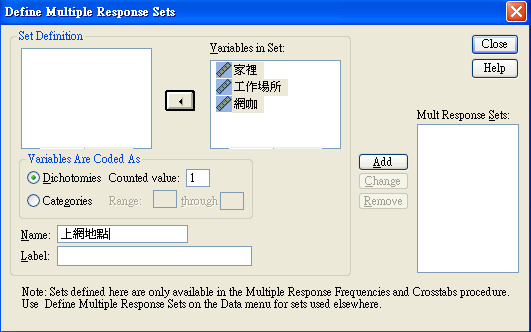 Define Multiple Response Sets
Set Definition
Variables in Set:
家裡
工作場所
網咖
Close
Help
Mult Response Sets:
Variables Are Coded As
Dichotomies Counted value: 1
Categories Range: through
Add
Change
Remove
Name: 上網地點
Label:
Note: Sets defined here are only available in the Multiple Response Frequencies and Crosstabs procedure.
Use Define Multiple Response Sets on the Data menu for sets used elsewhere.